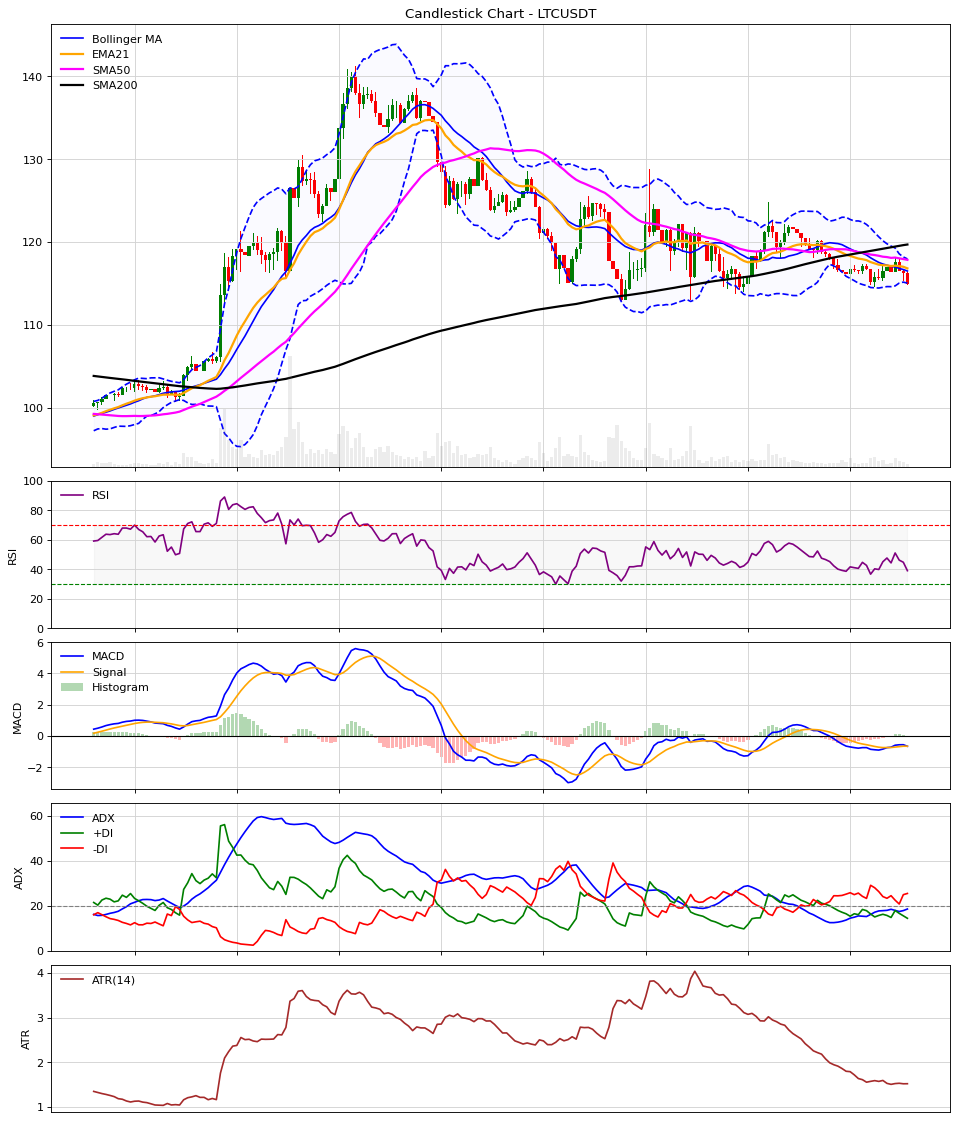 Candlestick Chart - LTCUSDT
Bollinger MA
EMA21
SMA50
SMA200
140
130
120
110
100
RSI
100
80
60
40
20
0
RSI
MACD
Signal
Histogram
6
4
2
0
−2
MACD
ADX
+DI
-DI
60
40
20
0
ADX
ATR(14)
4
3
2
1
ATR